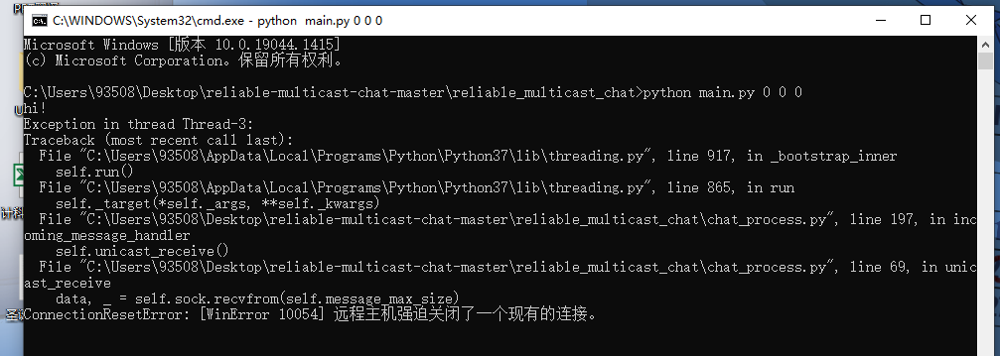 C:\WINDOWS\System32\cmd.exe - python  main.py 0 0 0
Microsoft Windows [版本 10.0.19044.1415]
(c) Microsoft Corporation。保留所有权利。
C:\Users\93508\Desktop\reliable-multicast-chat-master\reliable_multicast_chat>python main.py 0 0 0
hi!
Exception in thread Thread-3:
Traceback (most recent call last):
  File "C:\Users\93508\AppData\Local\Programs\Python\Python37\lib\threading.py", line 917, in _bootstrap_inner
    self.run()
  File "C:\Users\93508\AppData\Local\Programs\Python\Python37\lib\threading.py", line 865, in run
    self._target(*self._args, **self._kwargs)
  File "C:\Users\93508\Desktop\reliable-multicast-chat-master\reliable_multicast_chat\chat_process.py", line 197, in inc
oming_message_handler
    self.unicast_receive()
  File "C:\Users\93508\Desktop\reliable-multicast-chat-master\reliable_multicast_chat\chat_process.py", line 69, in unic
ast_receive
    data, _ = self.sock.recvfrom(self.message_max_size)
ConnectionResetError: [WinError 10054] 远程主机强迫关闭了一个现有的连接。
计科